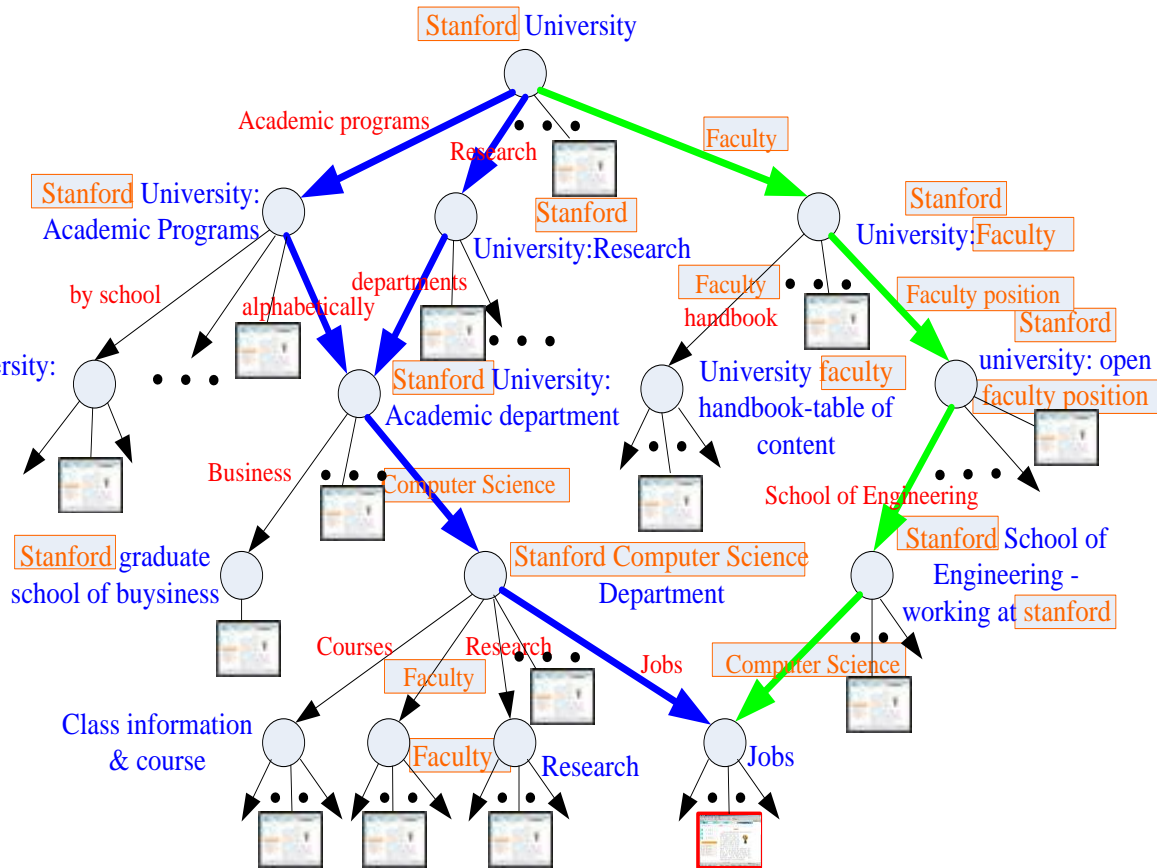 Stanford University
Academic programs
Research
Faculty
Stanford University:
Academic Programs
Stanford
University:Research
Stanford
University:Faculty
by school
alphabetically
departments
Faculty
handbook
Faculty position
Stanford
university: open
faculty position
ersity:
Stanford University:
Academic department
University faculty
handbook-table of
content
Business
Computer Science
School of Engineering
Stanford graduate
school of buysiness
Stanford Computer Science
Department
Stanford School of
Engineering -
working at stanford
Courses
Faculty
Research
Jobs
Computer Science
Class information
& course
Faculty
Research
Jobs